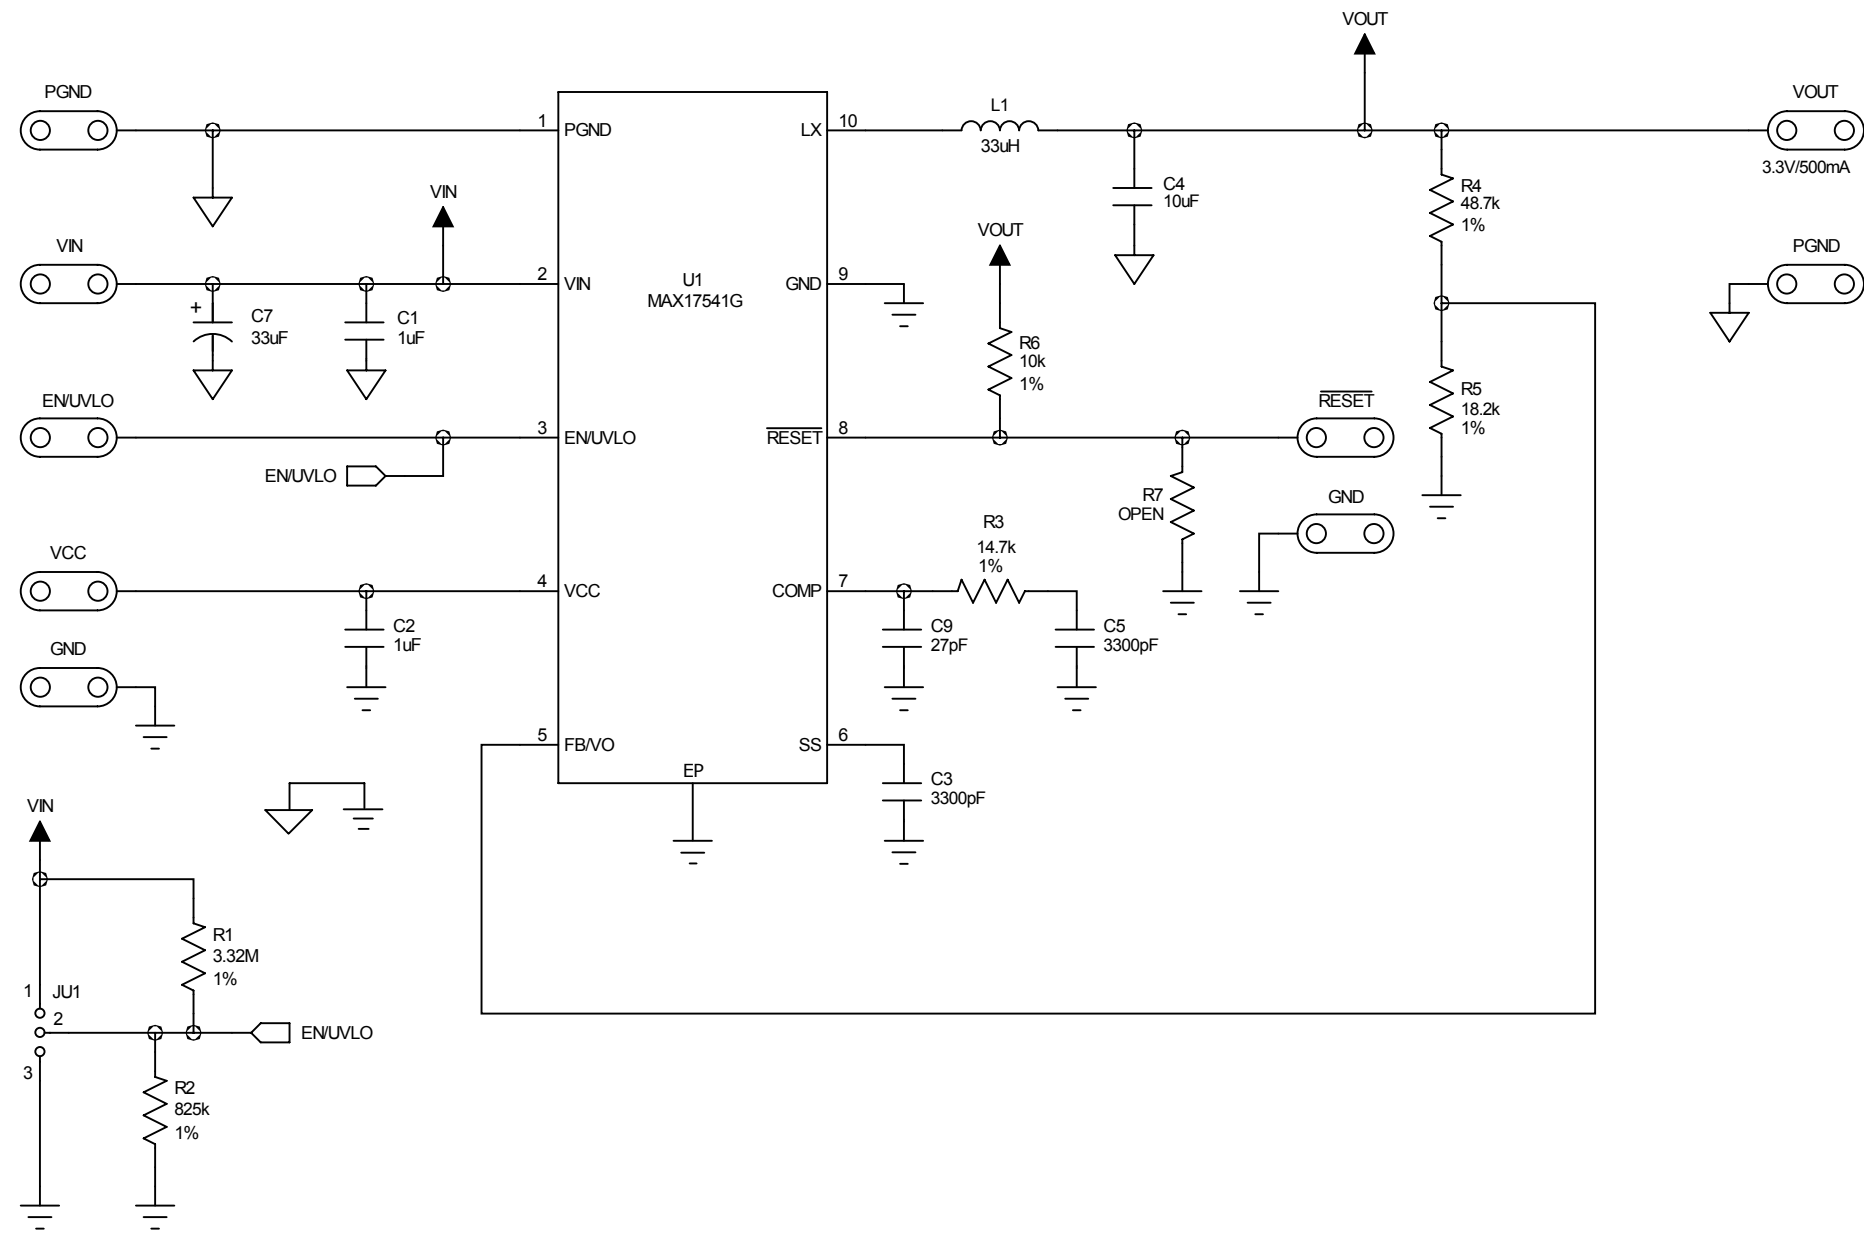 VOUT
PGND
VOUT
3.3V/500mA
1
PGND
LX
10
L1
33uH
C4
10uF
R4
48.7k
1%
VIN
VIN
VOUT
PGND
2
VIN
U1
MAX17541G
GND
9
+
C7
33uF
C1
1uF
R6
10k
1%
R5
18.2k
1%
EN/UVLO
3
EN/UVLO
RESET
8
RESET
EN/UVLO
R7
OPEN
GND
R3
14.7k
1%
VCC
4
VCC
COMP
7
C2
1uF
C9
27pF
C5
3300pF
GND
5
FB/VO
SS
6
EP
C3
3300pF
VIN
R1
3.32M
1%
1
JU1
2
3
EN/UVLO
R2
825k
1%